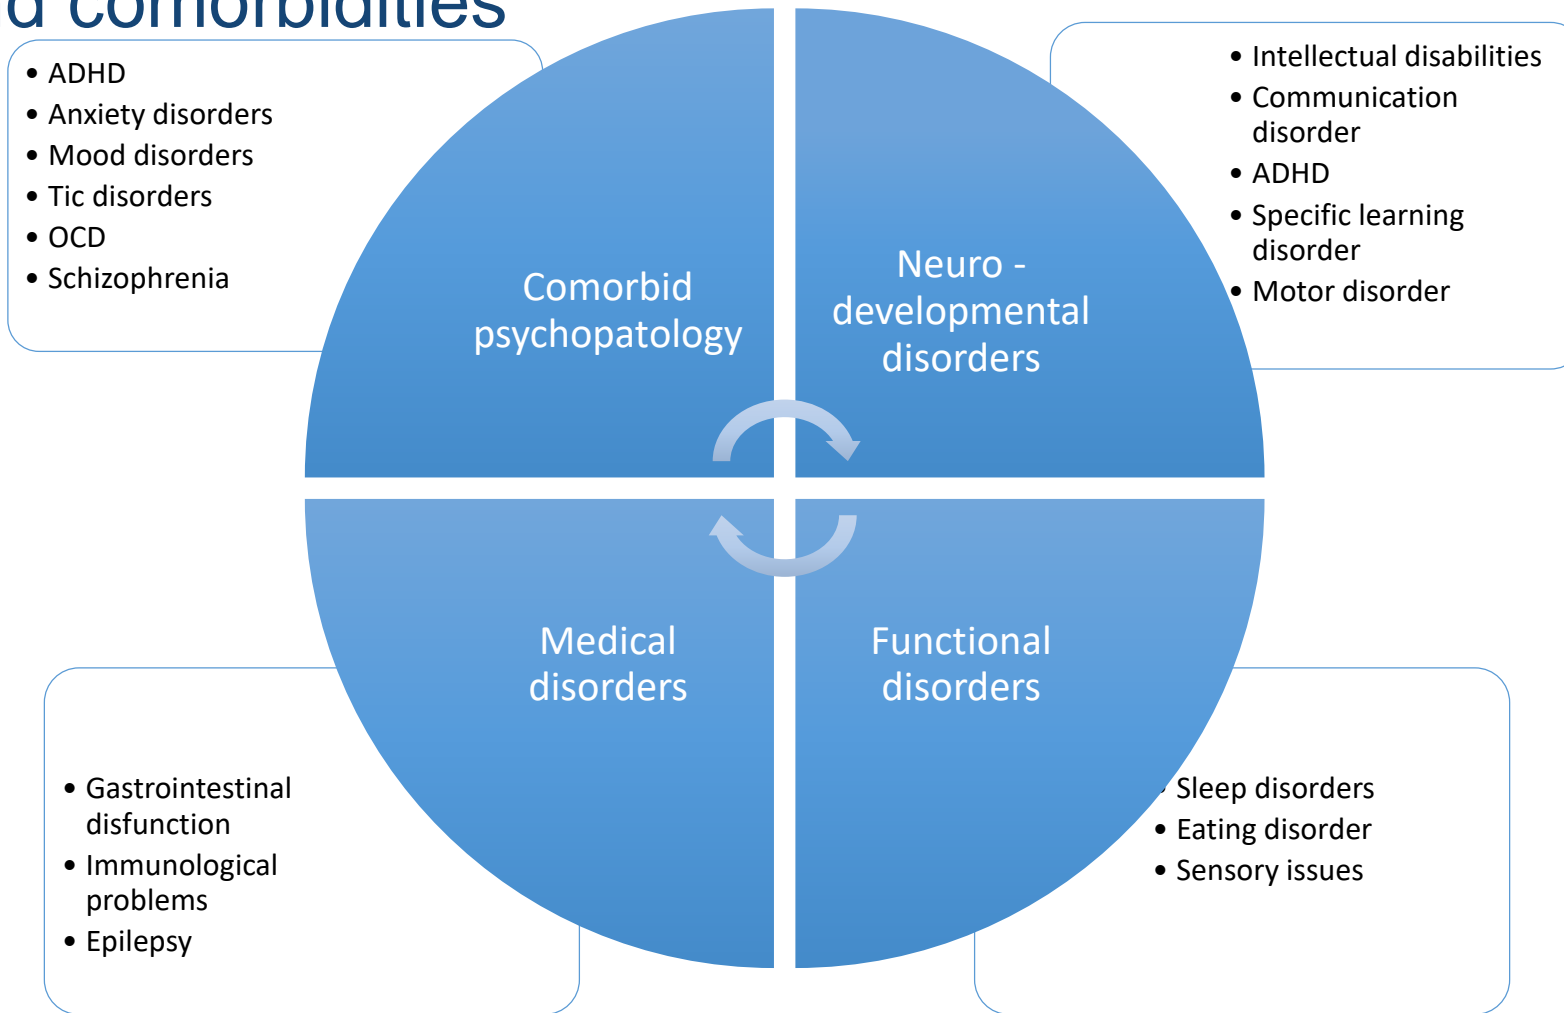 d comorbidities
• ADHD
• Anxiety disorders
• Mood disorders
• Tic disorders
• OCD
• Schizophrenia
Comorbid
psychopatology
• Intellectual disabilities
• Communication
disorder
• ADHD
• Specific learning
disorder
• Motor disorder
Neuro -
developmental
disorders
Medical
disorders
• Gastrointestinal
disfunction
• Immunological
problems
• Epilepsy
Functional
disorders
• Sleep disorders
• Eating disorder
• Sensory issues